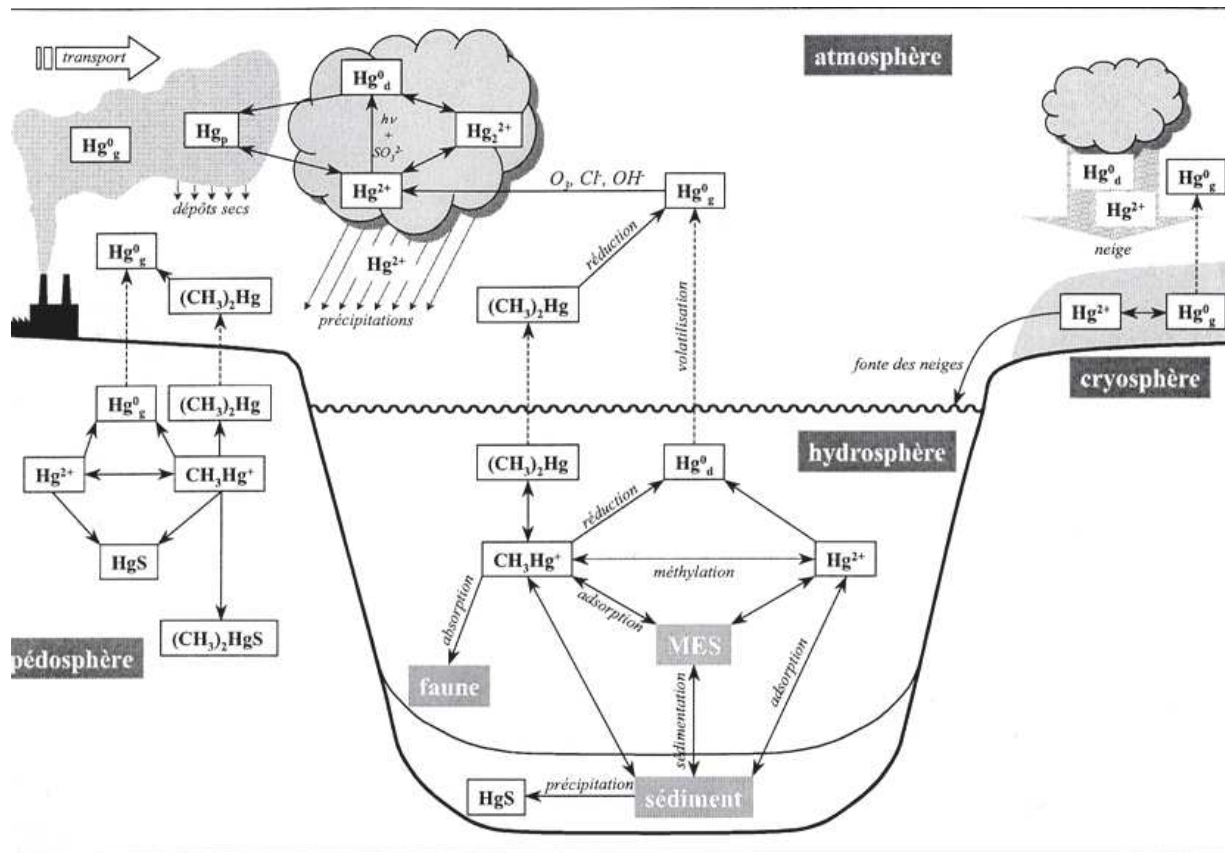 transport
atmosphère
Hg⁰d
Hgp
hν
+
SO₃²⁻
Hg₂²⁺
Hg⁰g
Hg²⁺
O₃, Cl⁻, OH⁻
Hg⁰g
dépôts secs
Hg²⁺
précipitations
Hg⁰d
Hg²⁺
neige
Hg⁰g
Hg⁰g
(CH₃)₂Hg
réduction
(CH₃)₂Hg
volatilisation
Hg²⁺
Hg⁰g
fonte des neiges
cryosphère
Hg⁰g
(CH₃)₂Hg
hydrosphère
Hg²⁺
CH₃Hg⁺
HgS
(CH₃)₂HgS
pédosphère
(CH₃)₂Hg
Hg⁰d
réduction
CH₃Hg⁺
méthylation
Hg²⁺
adsorption
absorption
MES
faune
sédimentation
adsorption
HgS
précipitation
sédiment